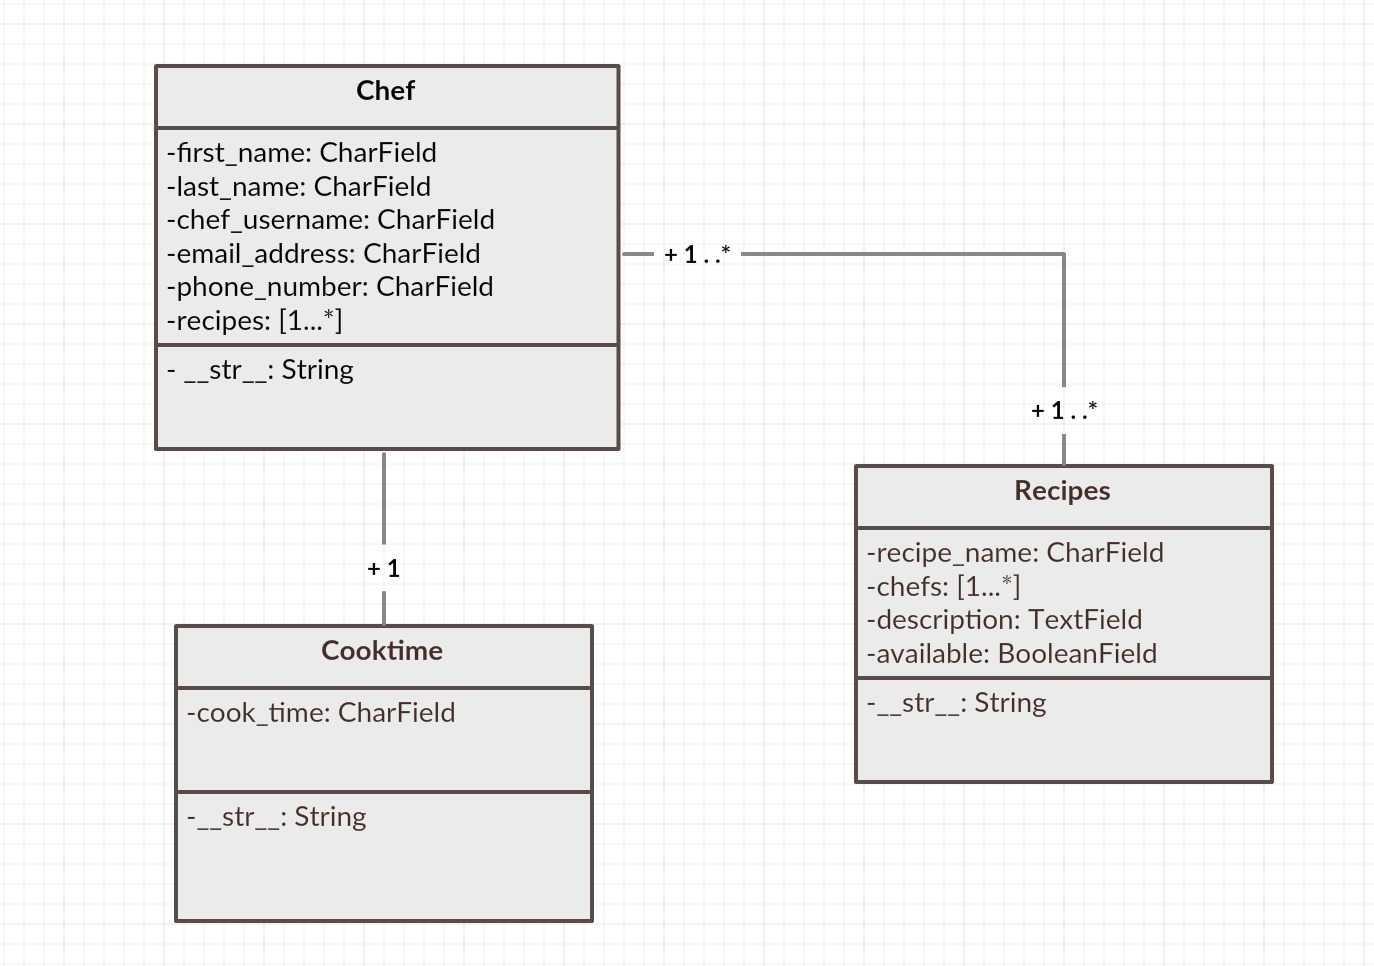 Chef
-first_name: CharField
-last_name: CharField
-chef_username: CharField
-email_address: CharField
-phone_number: CharField
-recipes: [1...*]
- __str__: String
+ 1 . .*
+ 1 . .*
Recipes
-recipe_name: CharField
-chefs: [1...*]
-description: TextField
-available: BooleanField
-__str__: String
+ 1
Cooktime
-cook_time: CharField
-__str__: String